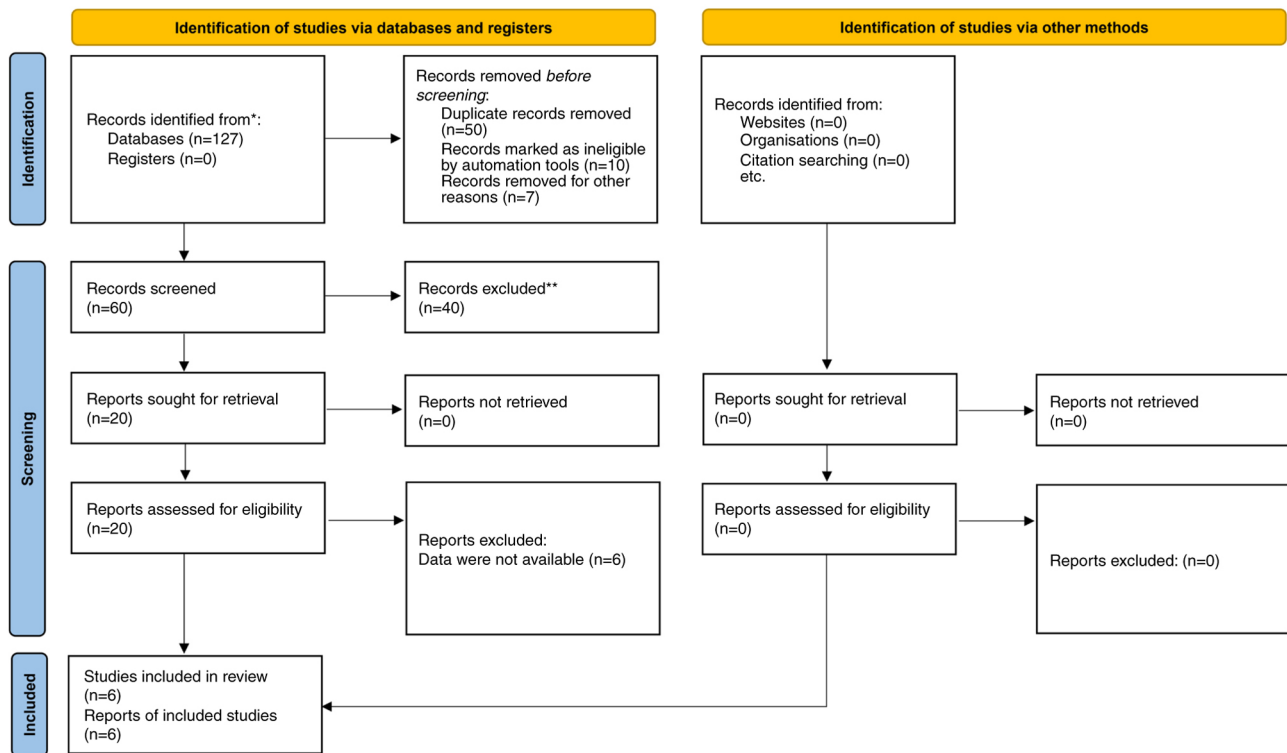 Identification of studies via databases and registers
Identification of studies via other methods
Identification
Records identified from*:
Databases (n=127)
Registers (n=0)
Records removed before
screening:
Duplicate records removed
(n=50)
Records marked as ineligible
by automation tools (n=10)
Records removed for other
reasons (n=7)
Records identified from:
Websites (n=0)
Organisations (n=0)
Citation searching (n=0)
etc.
Screening
Records screened
(n=60)
Records excluded**
(n=40)
Reports sought for retrieval
(n=20)
Reports not retrieved
(n=0)
Reports sought for retrieval
(n=0)
Reports not retrieved
(n=0)
Reports assessed for eligibility
(n=20)
Reports excluded:
Data were not available (n=6)
Reports assessed for eligibility
(n=0)
Reports excluded: (n=0)
Included
Studies included in review
(n=6)
Reports of included studies
(n=6)